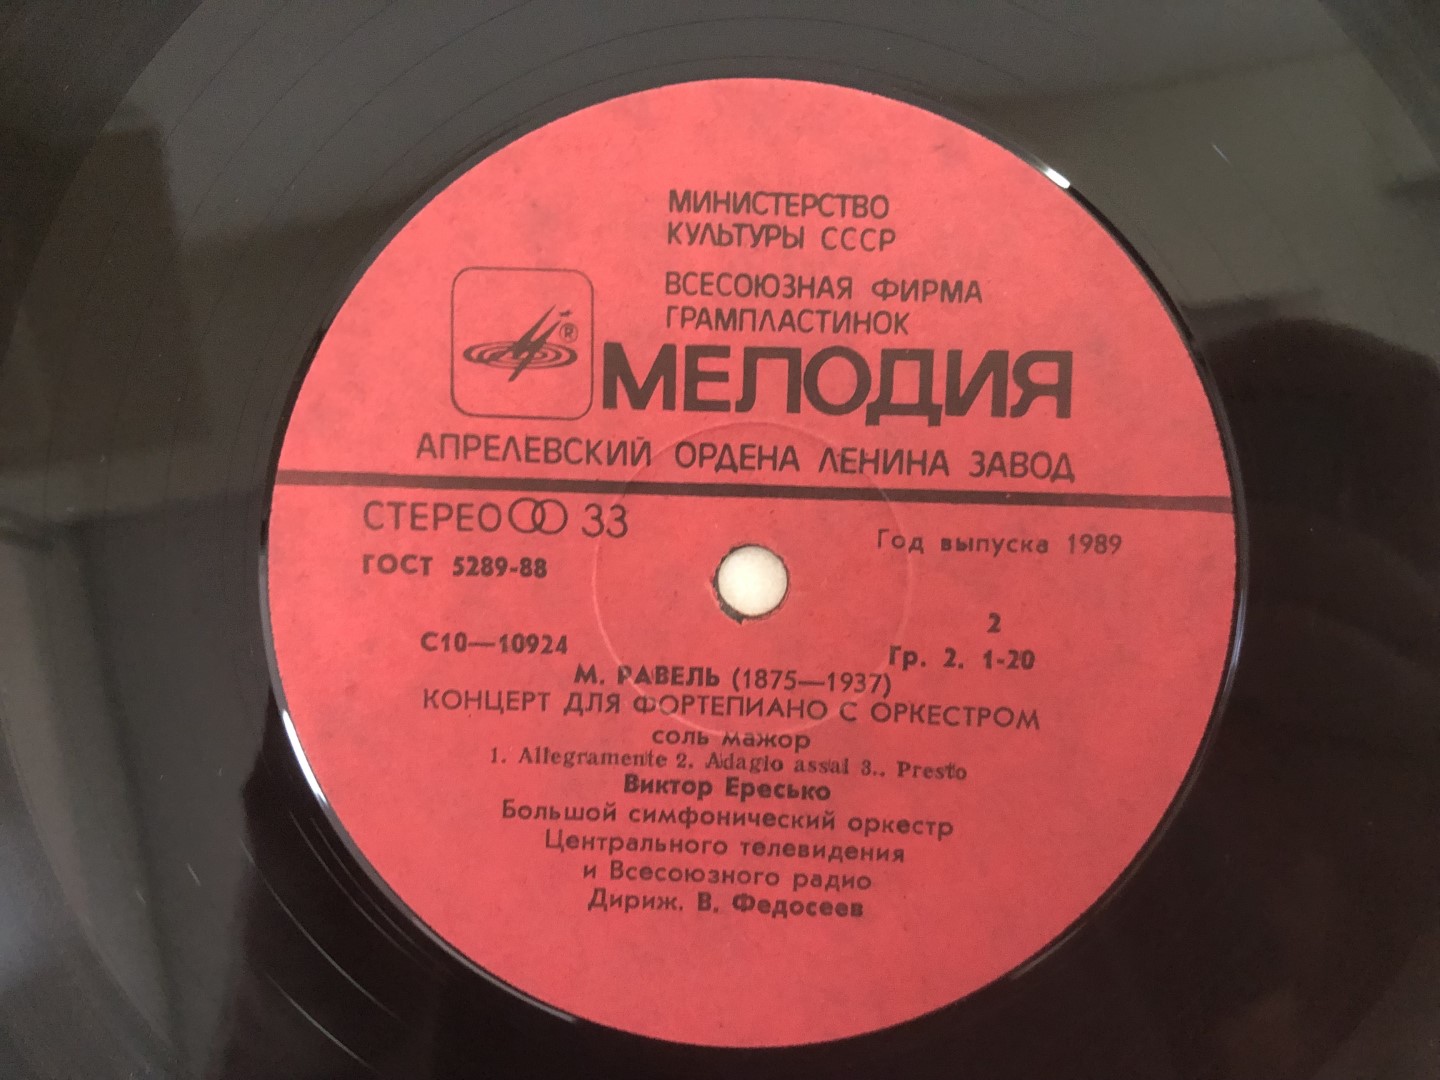 МИНИСТЕРСТВО
КУЛЬТУРЫ СССР
ВСЕСОЮЗНАЯ ФИРМА
ГРАМПЛАСТИНОК
®
МЕЛОДИЯ
АПРЕЛЕВСКИЙ ОРДЕНА ЛЕНИНА ЗАВОД
СТЕРЕО 33
Год выпуска 1989
ГОСТ 5289-88
2
С10—10924
Гр. 2. 1-20
М. РАВЕЛЬ (1875—1937)
КОНЦЕРТ ДЛЯ ФОРТЕПИАНО С ОРКЕСТРОМ
соль мажор
1. Allegramente 2. Adagio assai 3.. Presto
Виктор Ересько
Большой симфонический оркестр
Центрального телевидения
и Всесоюзного радио
Дириж. В. Федосеев